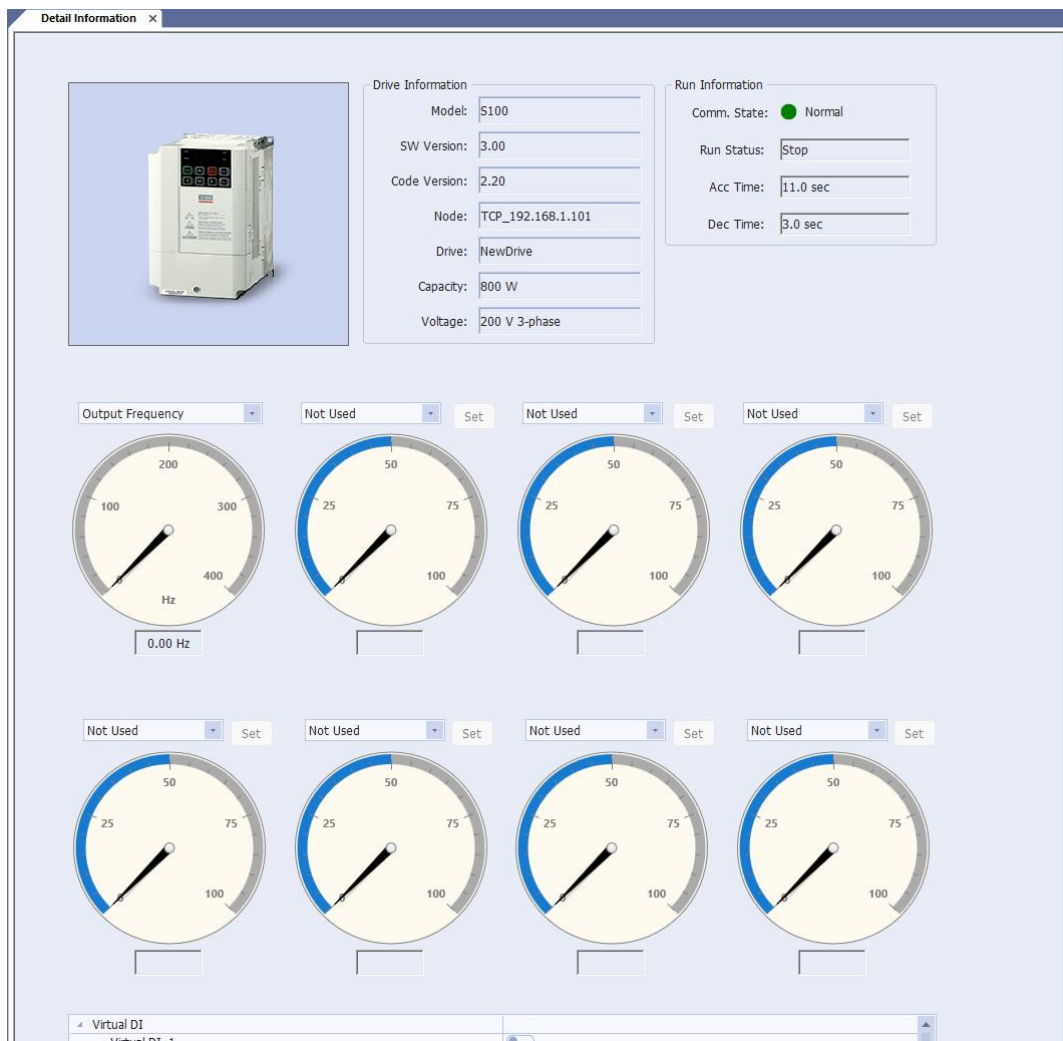 Detail Information ×
Drive Information
Model: S100
SW Version: 3.00
Code Version: 2.20
Node: TCP_192.168.1.101
Drive: NewDrive
Capacity: 800 W
Voltage: 200 V 3-phase
Run Information
Comm. State: Normal
Run Status: Stop
Acc Time: 11.0 sec
Dec Time: 3.0 sec
Output Frequency
Not Used Set
Not Used Set
Not Used Set
0 100 200 300 400
Hz
0.00 Hz
0 25 50 75 100
0 25 50 75 100
0 25 50 75 100
Not Used Set
Not Used Set
Not Used Set
Not Used Set
0 25 50 75 100
0 25 50 75 100
0 25 50 75 100
0 25 50 75 100
Virtual DI
Virtual DI 1